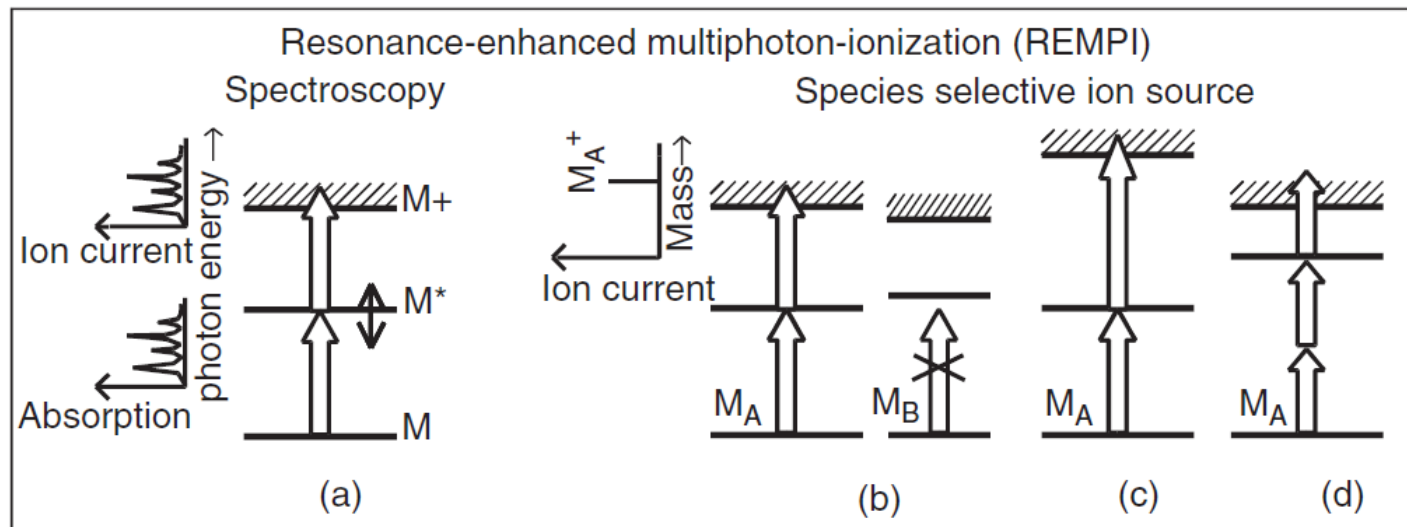 Resonance-enhanced multiphoton-ionization (REMPI)
Spectroscopy
Species selective ion source
photon energy →
Ion current
Absorption
M+
M*
M
(a)
M_A^+
Mass→
Ion current
M_A
M_B
(b)
M_A
(c)
M_A
(d)